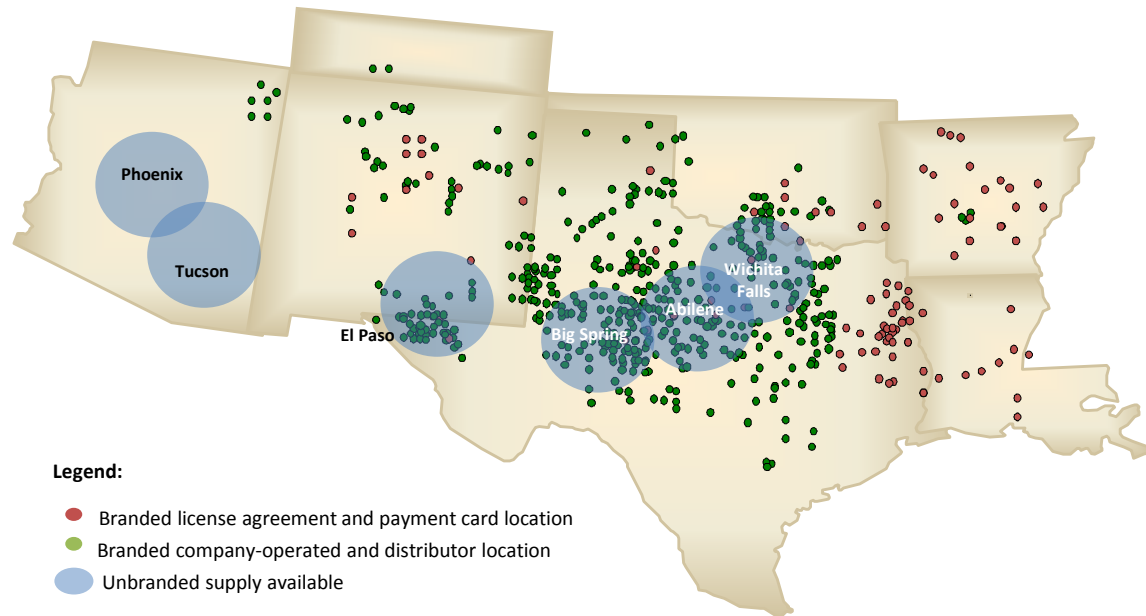 Phoenix
Tucson
El Paso
Big Spring
Abilene
Wichita
Falls
Legend:
Branded license agreement and payment card location
Branded company-operated and distributor location
Unbranded supply available